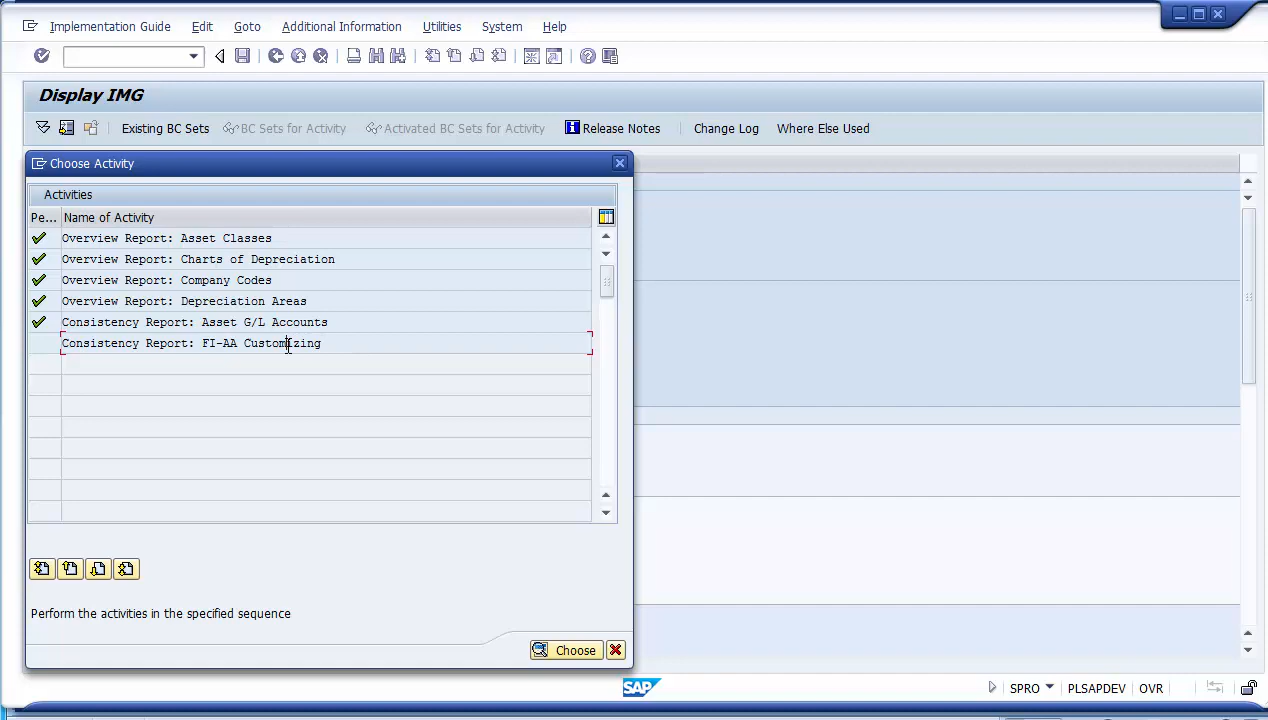 Implementation Guide Edit Goto Additional Information Utilities System Help
Display IMG
Existing BC Sets BC Sets for Activity Activated BC Sets for Activity Release Notes Change Log Where Else Used
Choose Activity
Activities
Pe... Name of Activity
Overview Report: Asset Classes
Overview Report: Charts of Depreciation
Overview Report: Company Codes
Overview Report: Depreciation Areas
Consistency Report: Asset G/L Accounts
Consistency Report: FI-AA Customizing
Perform the activities in the specified sequence
Choose
SAP SPRO PLSAPDEV OVR